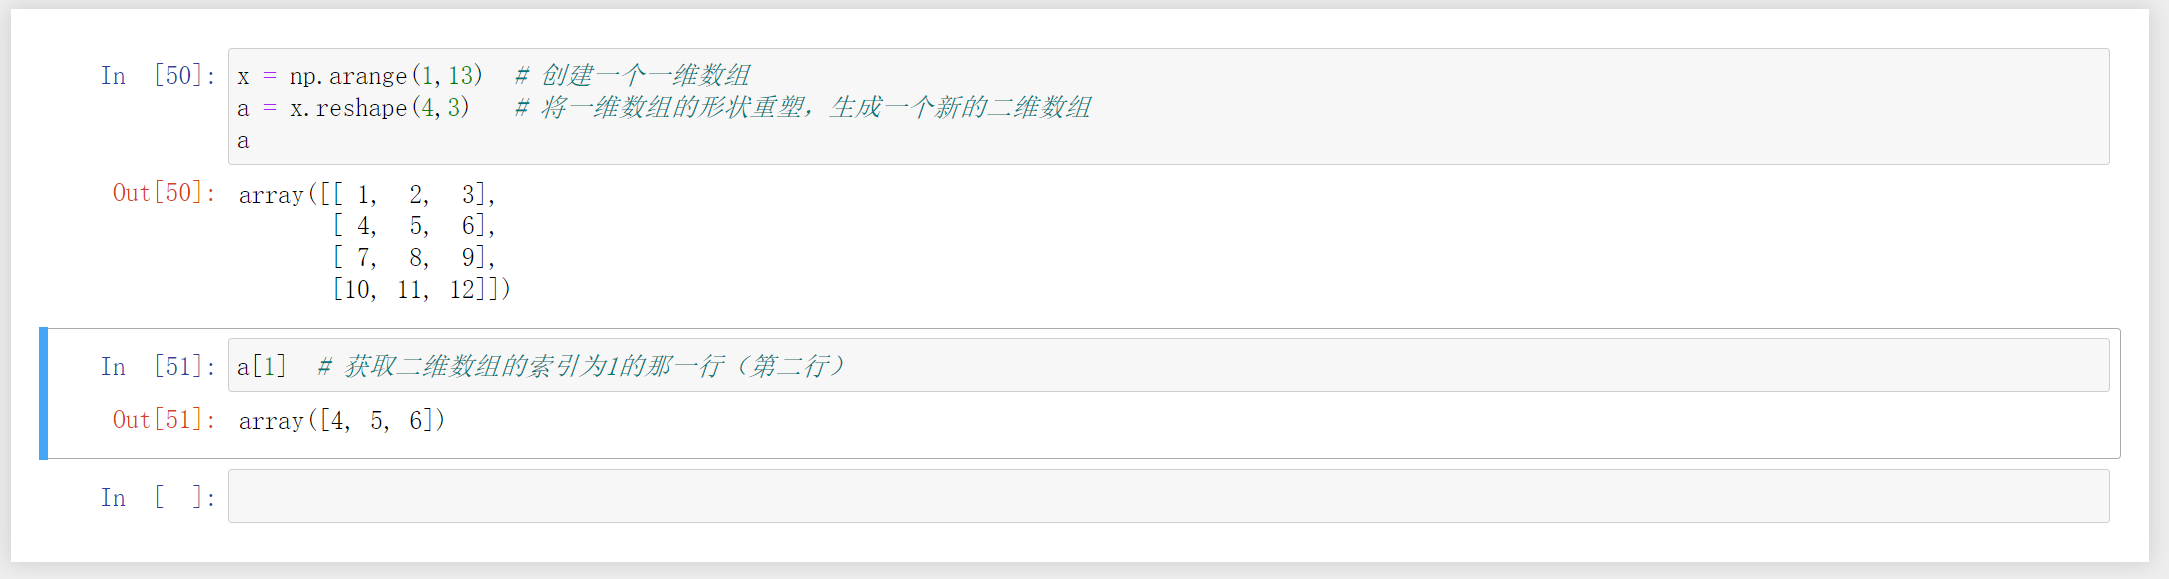 In [50]: x = np.arange(1,13)  # 创建一个一维数组
a = x.reshape(4,3)   # 将一维数组的形状重塑，生成一个新的二维数组
a
Out[50]: array([[ 1,  2,  3],
[ 4,  5,  6],
[ 7,  8,  9],
[10, 11, 12]])
In [51]: a[1]  # 获取二维数组的索引为1的那一行（第二行）
Out[51]: array([4, 5, 6])
In [ ]: